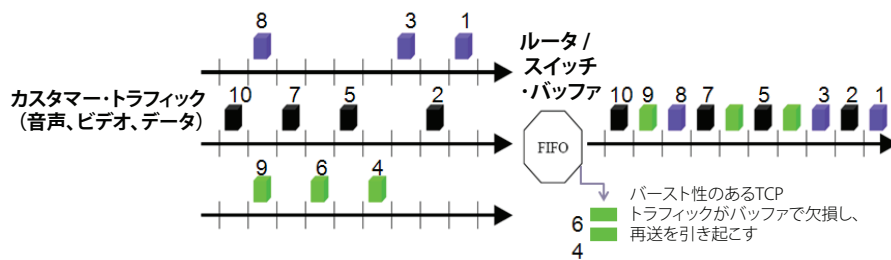 8 3 1
ルータ /
スイッチ
・バッファ
カスタマー・トラフィック
(音声、ビデオ、データ)
10 7 5 2
10 9 8 7 5 3 2 1
FIFO
9 6 4
バースト性のあるTCP
6 トラフィックがバッファで欠損し、
4 再送を引き起こす